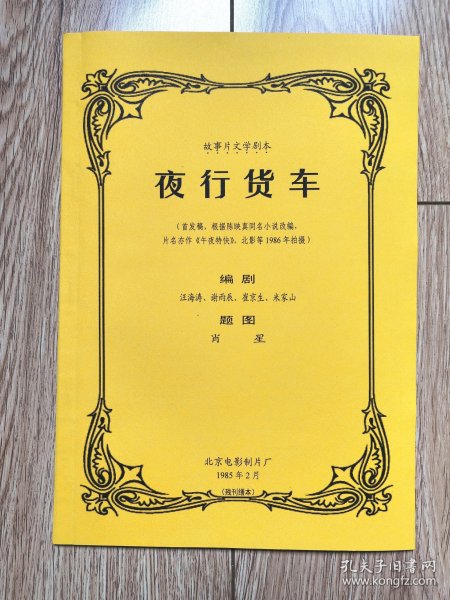 故事片文学剧本
夜行货车
（首发稿，根据陈映真同名小说改编，
片名亦作《午夜特快》，北影等1986年拍摄）
编剧
汪海涛、谢雨辰、崔京生、米家山
题图
肖星
北京电影制片厂
1985年2月
（残刊缮本）
孔夫子旧书网
www.kongfz.com